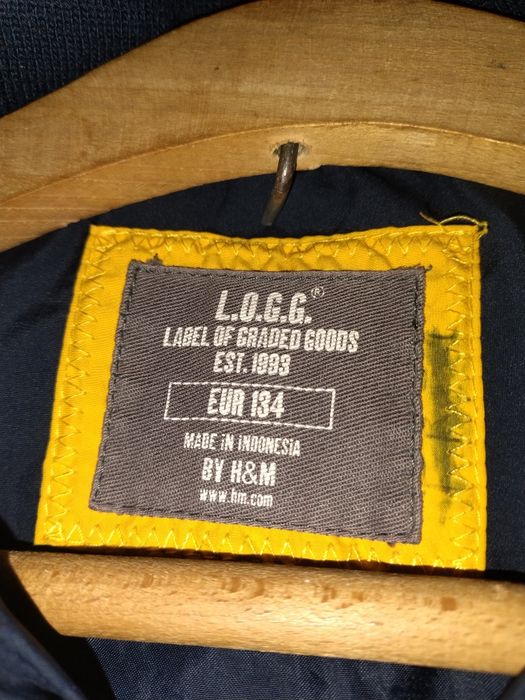 L.O.G.G.®
LABEL OF GRADED GOODS
EST. 1993
EUR 134
MADE IN INDONESIA
BY H&M
www.hm.com